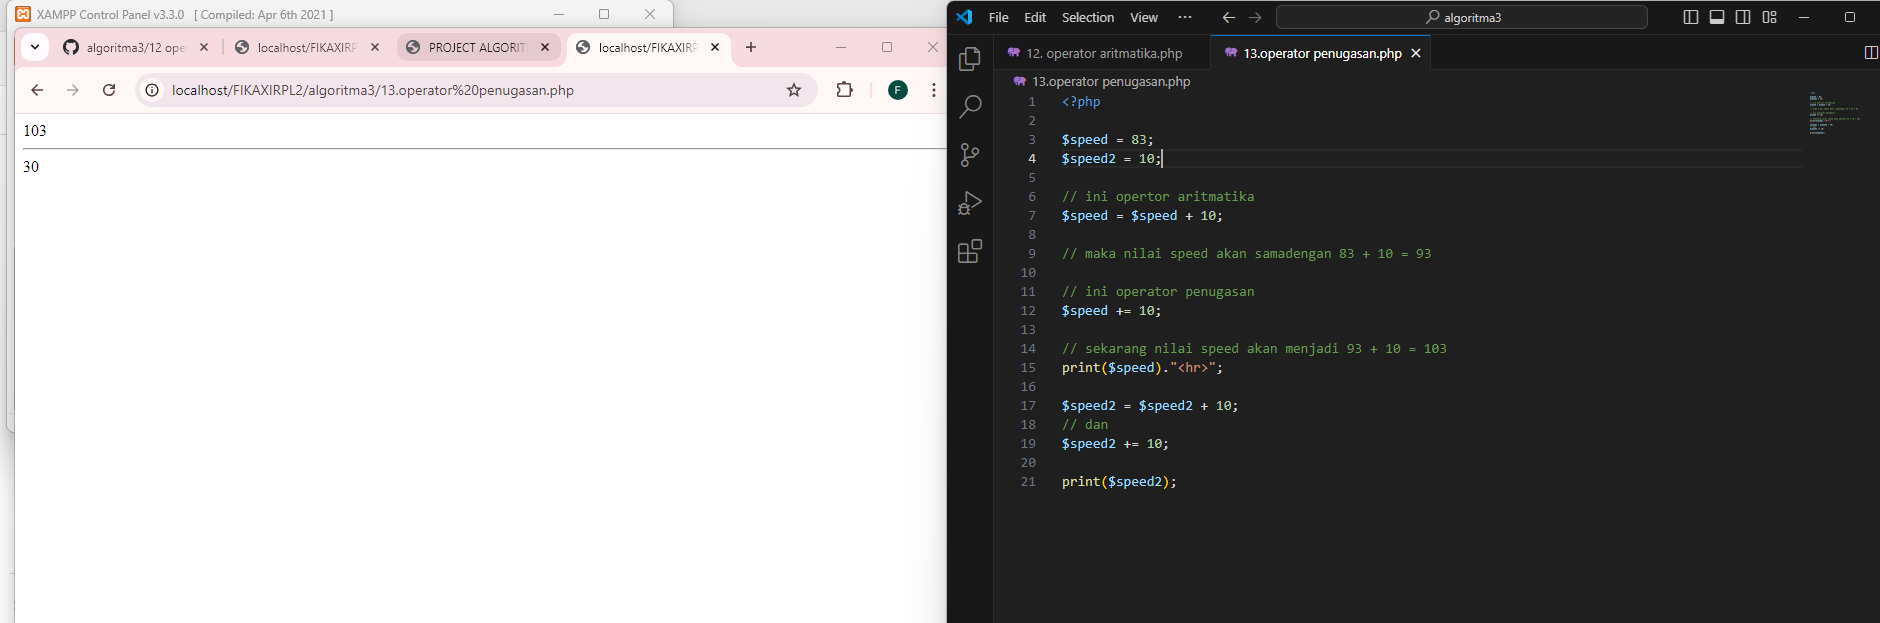 XAMPP Control Panel v3.3.0 [ Compiled: Apr 6th 2021 ]
algoritma3/12 ope
localhost/FIKAXIRP
PROJECT ALGORIT
localhost/FIKAXIRP
localhost/FIKAXIRPL2/algoritma3/13.operator%20penugasan.php
F
103
30
File Edit Selection View ···
algoritma3
12. operator aritmatika.php
13.operator penugasan.php
13.operator penugasan.php
1 <?php
2
3 $speed = 83;
4 $speed2 = 10;
5
6 // ini opertor aritmatika
7 $speed = $speed + 10;
8
9 // maka nilai speed akan samadengan 83 + 10 = 93
10
11 // ini operator penugasan
12 $speed += 10;
13
14 // sekarang nilai speed akan menjadi 93 + 10 = 103
15 print($speed)."<hr>";
16
17 $speed2 = $speed2 + 10;
18 // dan
19 $speed2 += 10;
20
21 print($speed2);